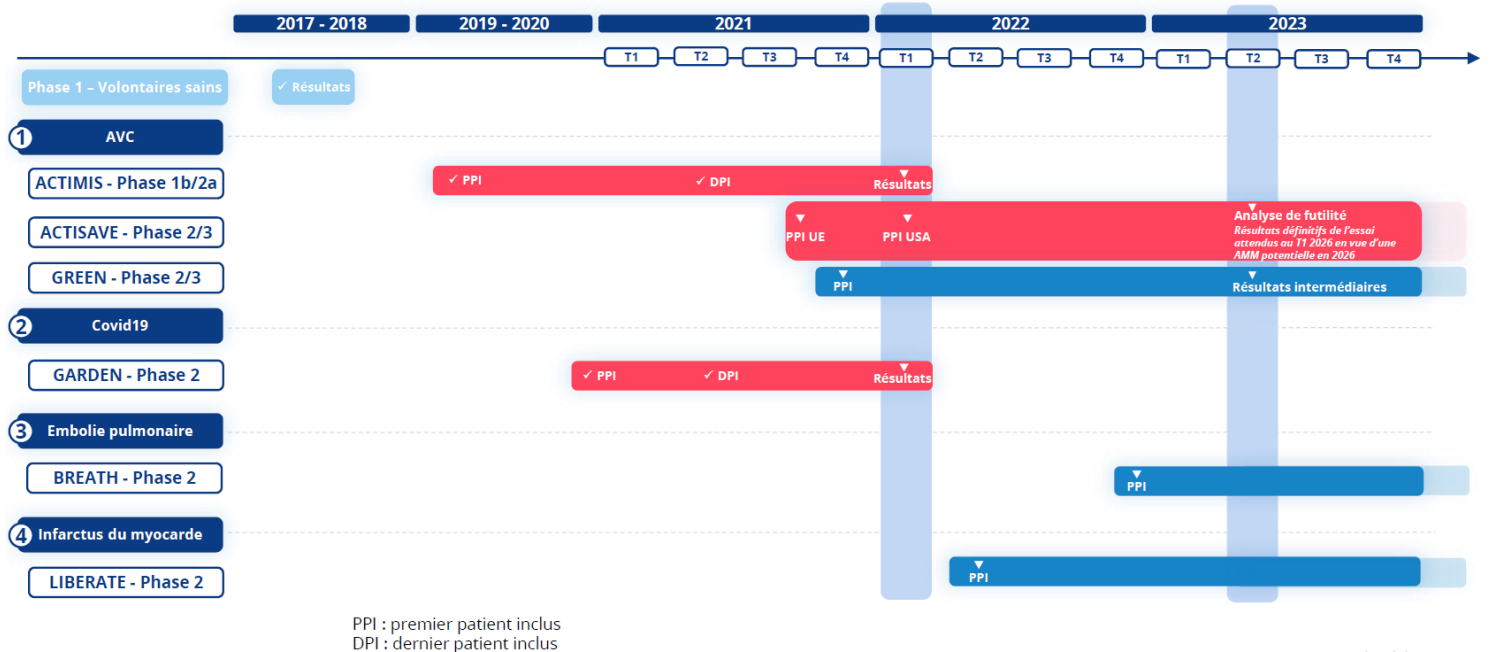 2017 - 2018
2019 - 2020
2021
2022
2023
T1
T2
T3
T4
T1
T2
T3
T4
T1
T2
T3
T4
Phase 1 – Volontaires sains
✓ Résultats
1
AVC
ACTIMIS - Phase 1b/2a
✓ PPI
✓ DPI
Résultats
ACTISAVE - Phase 2/3
PPI UE
PPI USA
Analyse de futilité
Résultats définitifs de l’essai
attendus au T1 2026 en vue d’une
AMM potentielle en 2026
GREEN - Phase 2/3
PPI
Résultats intermédiaires
2
Covid19
GARDEN - Phase 2
✓ PPI
✓ DPI
Résultats
3
Embolie pulmonaire
BREATH - Phase 2
PPI
4
Infarctus du myocarde
LIBERATE - Phase 2
PPI
PPI : premier patient inclus
DPI : dernier patient inclus